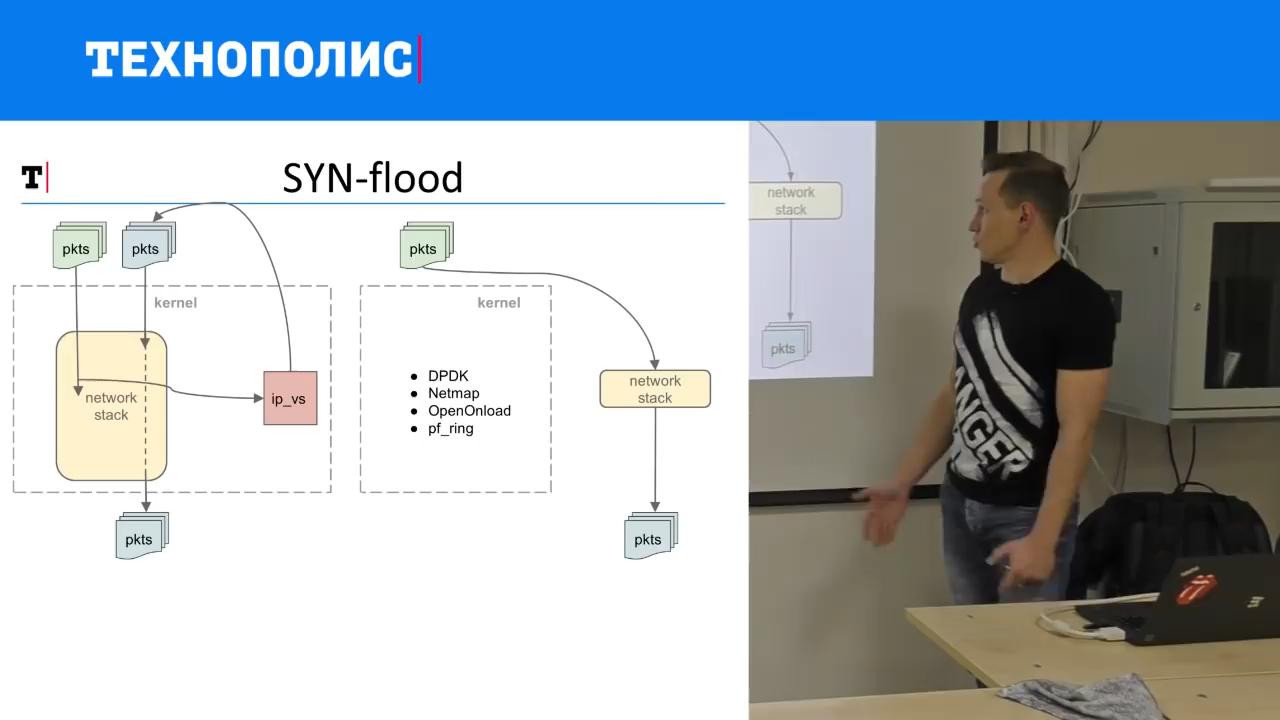 ТЕХНОПОЛИС
T
SYN-flood
pkts
pkts
kernel
network
stack
ip_vs
pkts
pkts
kernel
DPDK
Netmap
OpenOnload
pf_ring
network
stack
pkts
network
stack
pkts
ANGER